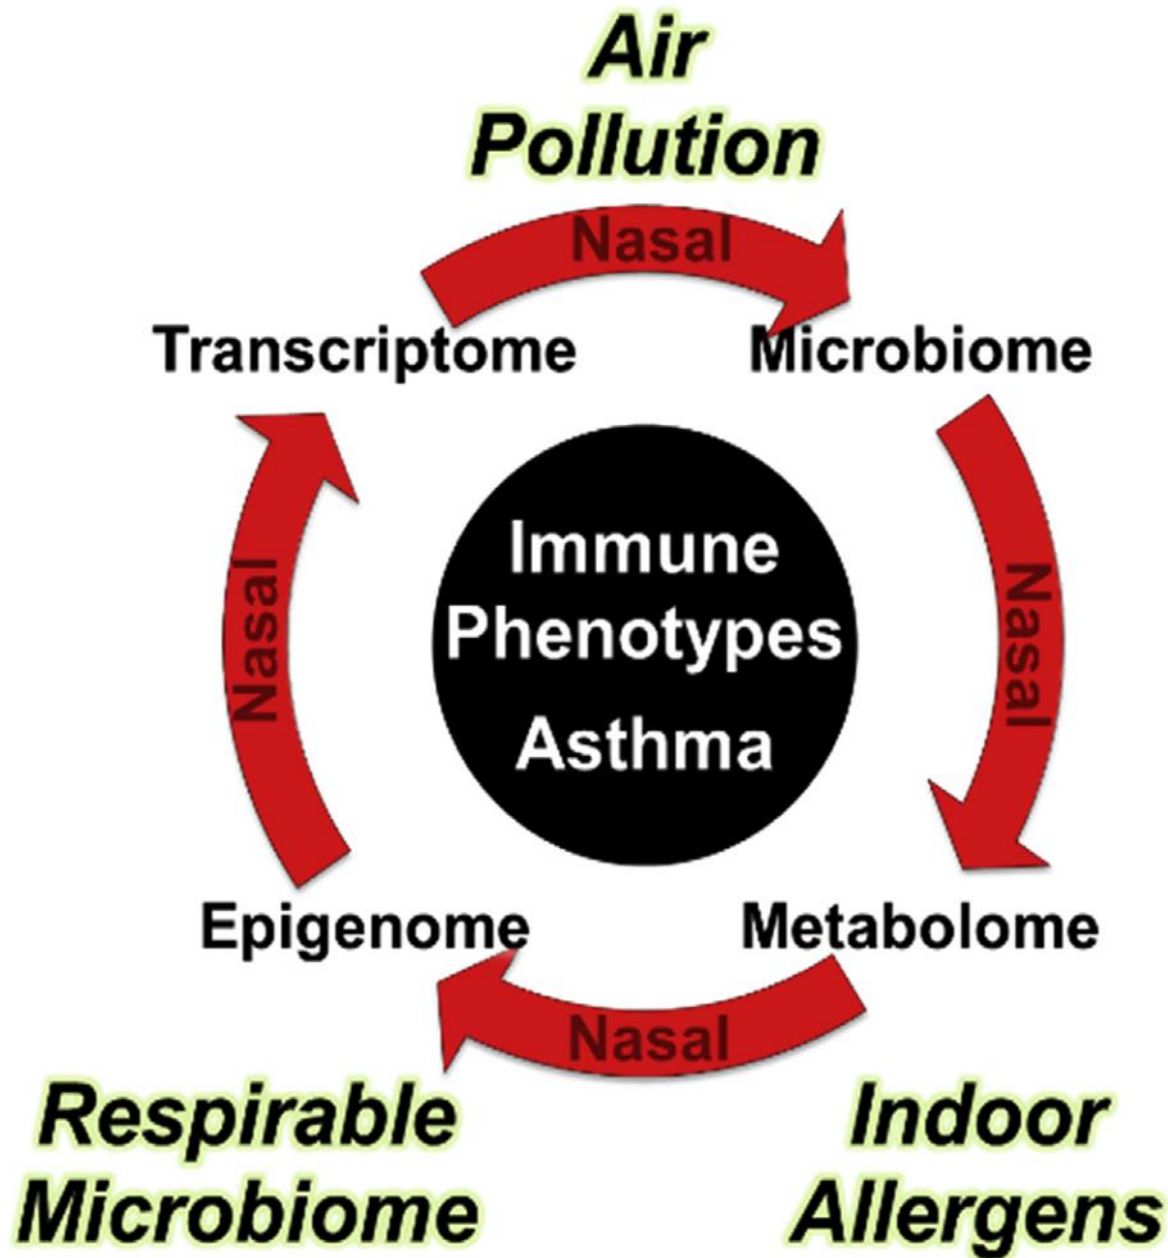 Air
Pollution
Nasal
Transcriptome
Microbiome
Nasal
Immune
Phenotypes
Asthma
Nasal
Epigenome
Metabolome
Nasal
Respirable
Microbiome
Indoor
Allergens